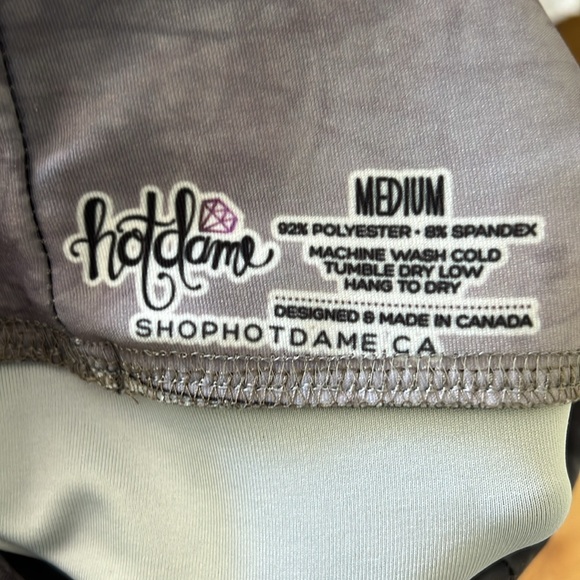 hotdame
MEDIUM
92% POLYESTER • 8% SPANDEX
MACHINE WASH COLD
TUMBLE DRY LOW
HANG TO DRY
DESIGNED & MADE IN CANADA
SHOPHOTDAME.CA